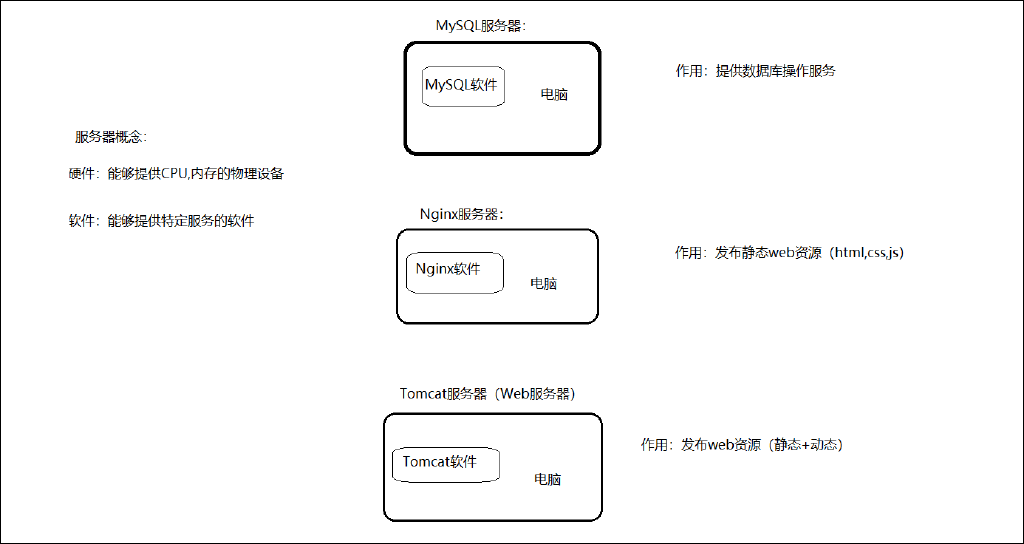 服务器概念：
硬件：能够提供CPU,内存的物理设备
软件：能够提供特定服务的软件
MySQL服务器：
MySQL软件
电脑
作用：提供数据库操作服务
Nginx服务器：
Nginx软件
电脑
作用：发布静态web资源（html,css,js）
Tomcat服务器（Web服务器）
Tomcat软件
电脑
作用：发布web资源（静态+动态）